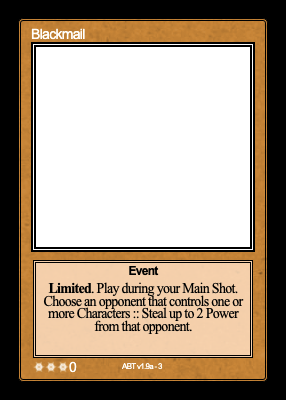 Blackmail
Event
Limited. Play during your Main Shot.
Choose an opponent that controls one or
more Characters :: Steal up to 2 Power
from that opponent.
0
ABT v1.9a - 3